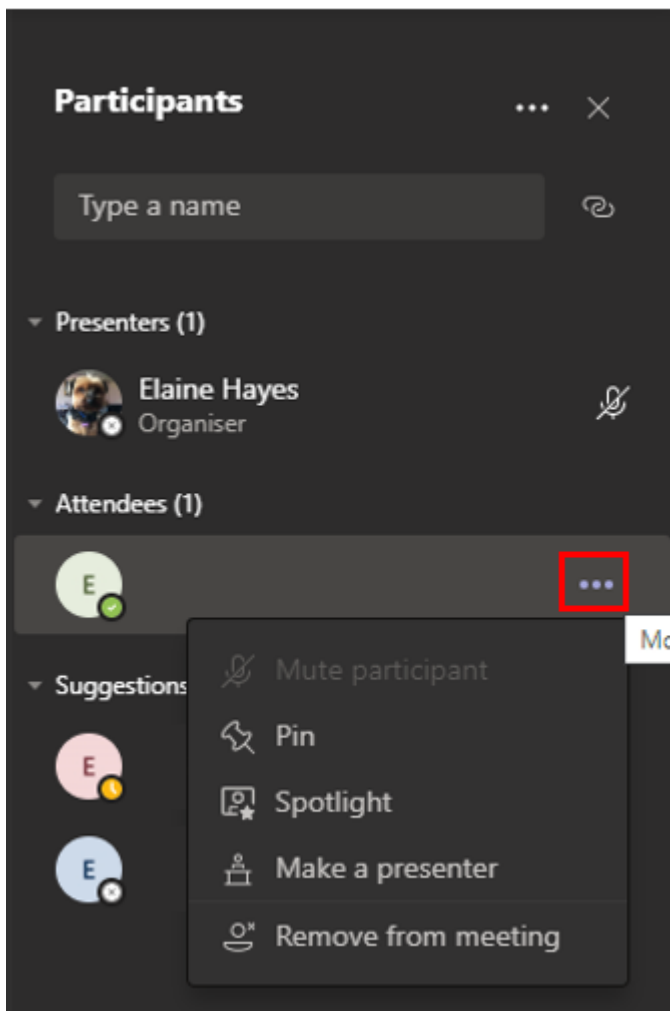 Participants
Type a name
Presenters (1)
Elaine Hayes
Organiser
Attendees (1)
E
Mo
Mute participant
Suggestions
Pin
E
Spotlight
Make a presenter
E
Remove from meeting